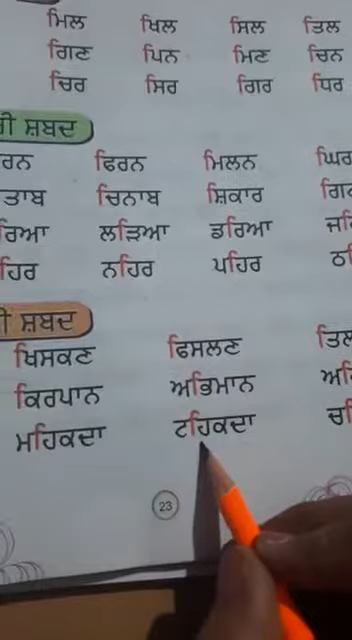 ਮਿਲ ਖਿਲ ਸਿਲ ਤਿਲ
ਗਿਣ ਪਿਨ ਮਿਣ ਚਿਨ
ਚਿਰ ਸਿਰ ਗਿਰ ਧਿਰ
ਸ਼ਬਦ
ਫਿਰਨ ਮਿਲਨ
ਚਿਨਾਬ ਸ਼ਿਕਾਰ
ਲੜਿਆ ਡਰਿਆ
ਨਹਿਰ ਪਹਿਰ
ਸ਼ਬਦ
ਖਿਸਕਣ ਫਿਸਲਣ
ਕਿਰਪਾਨ ਅਭਿਮਾਨ
ਮਹਿਕਦਾ ਟਹਿਕਦਾ
23